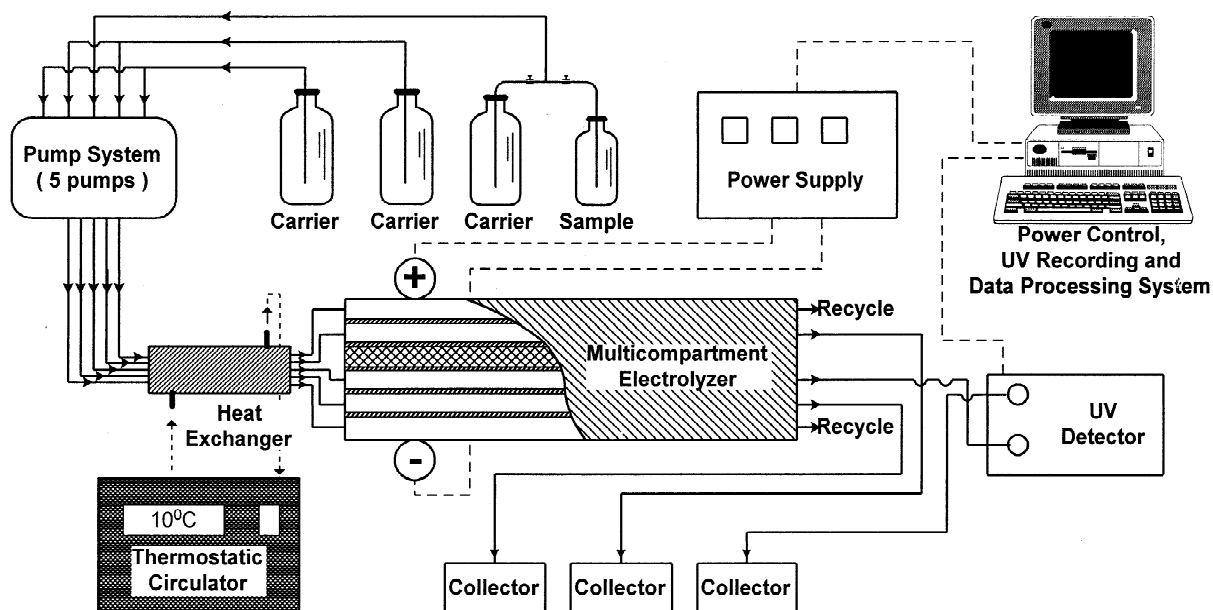 Pump System
( 5 pumps )
Carrier
Carrier
Carrier
Sample
Power Supply
Power Control,
UV Recording and
Data Processing System
+
Recycle
Multicompartment
Electrolyzer
Recycle
-
Heat
Exchanger
UV
Detector
10⁰C
Thermostatic
Circulator
Collector
Collector
Collector